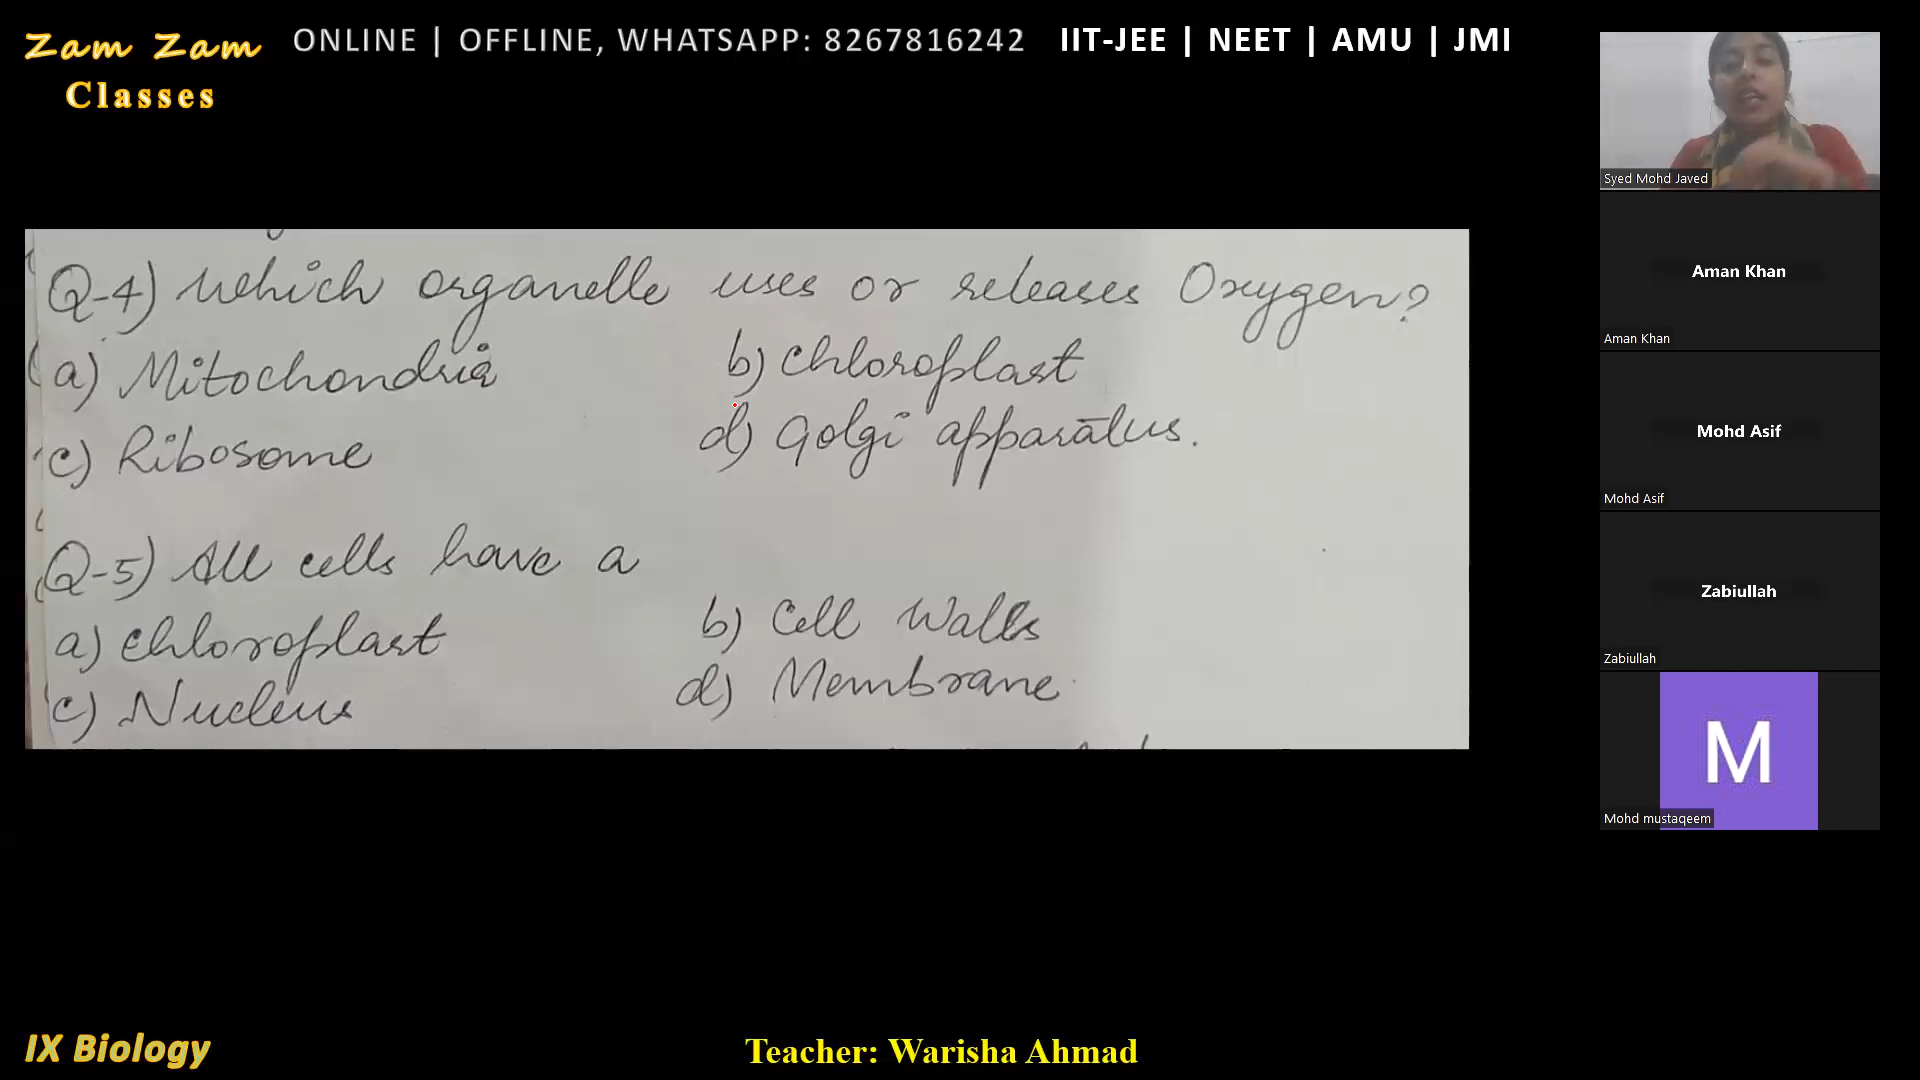 Zam Zam
Classes
ONLINE | OFFLINE, WHATSAPP: 8267816242 IIT-JEE | NEET | AMU | JMI
Syed Mohd Javed
Q-4) Which organelle uses or releases Oxygen?
a) Mitochondria b) Chloroplast
c) Ribosome d) Golgi apparatus.
Q-5) All cells have a
a) Chloroplast b) Cell Walls
c) Nucleus d) Membrane
Aman Khan
Aman Khan
Mohd Asif
Mohd Asif
Zabiullah
Zabiullah
M
Mohd mustaqeem
IX Biology
Teacher: Warisha Ahmad